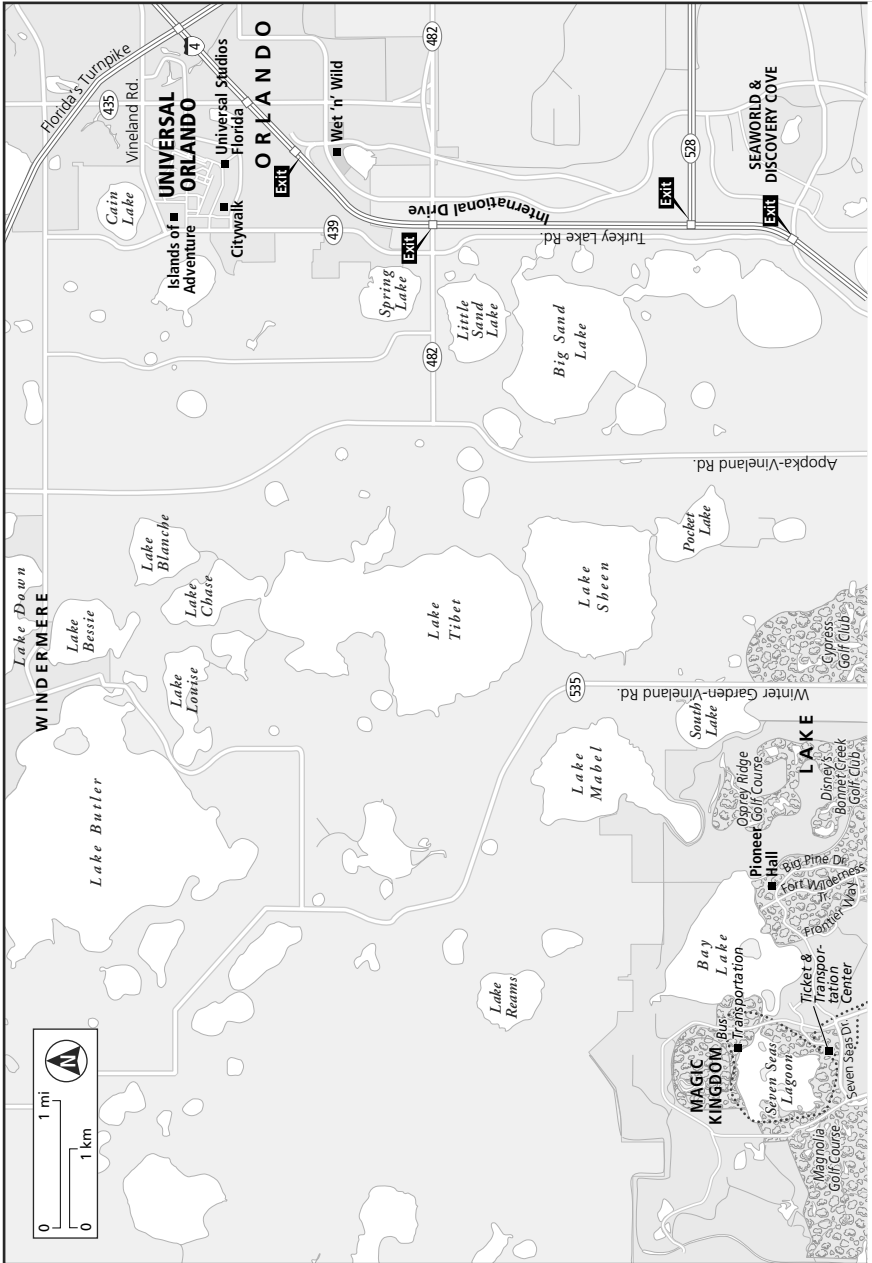 0
1 mi
0
1 km
N
Lake Butler
WINDERMERE
Lake Down
Lake
Bessie
Lake
Blanche
Lake
Chase
Lake
Louise
Lake
Tibet
Lake
Sheen
Pocket
Lake
Lake
Mabel
South
Lake
Lake
Reams
535
Winter Garden-Vineland Rd.
Apopka-Vineland Rd.
Florida's Turnpike
435
4
Vineland Rd.
Cain
Lake
UNIVERSAL
ORLANDO
Islands of
Adventure
Universal Studios
Florida
Citywalk
ORLANDO
Wet 'n' Wild
Exit
439
482
Exit
482
International Drive
Turkey Lake Rd.
Spring
Lake
Little
Sand
Lake
Big Sand
Lake
528
Exit
SEAWORLD &
DISCOVERY COVE
Exit
MAGIC
KINGDOM
Bus
Transportation
Seven Seas
Lagoon
Bay
Lake
Ticket &
Transpor-
tation
Center
Seven Seas Dr.
Magnolia
Golf Course
Pioneer
Hall
Big Pine Dr.
Fort Wilderness
Tr.
Frontier Way
Osprey Ridge
Golf Course
LAKE
Disney's
Bonnet Creek
Golf Club
Cypress
Golf Club